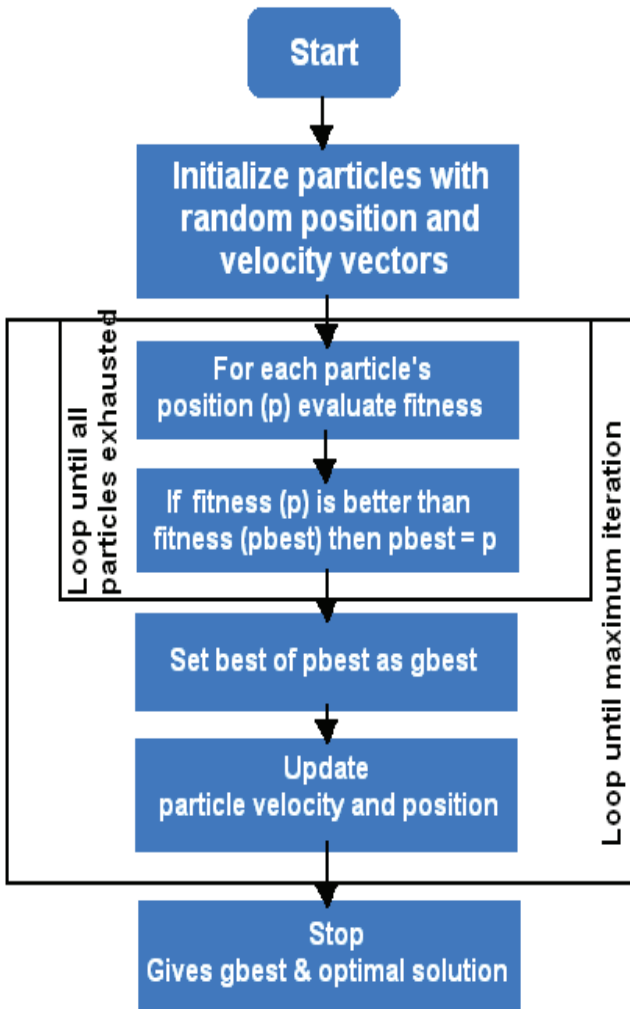 Start
Initialize particles with
random position and
velocity vectors
Loop until all
particles exhausted
For each particle's
position (p) evaluate fitness
If fitness (p) is better than
fitness (pbest) then pbest = p
Loop until maximum iteration
Set best of pbest as gbest
Update
particle velocity and position
Stop
Gives gbest & optimal solution